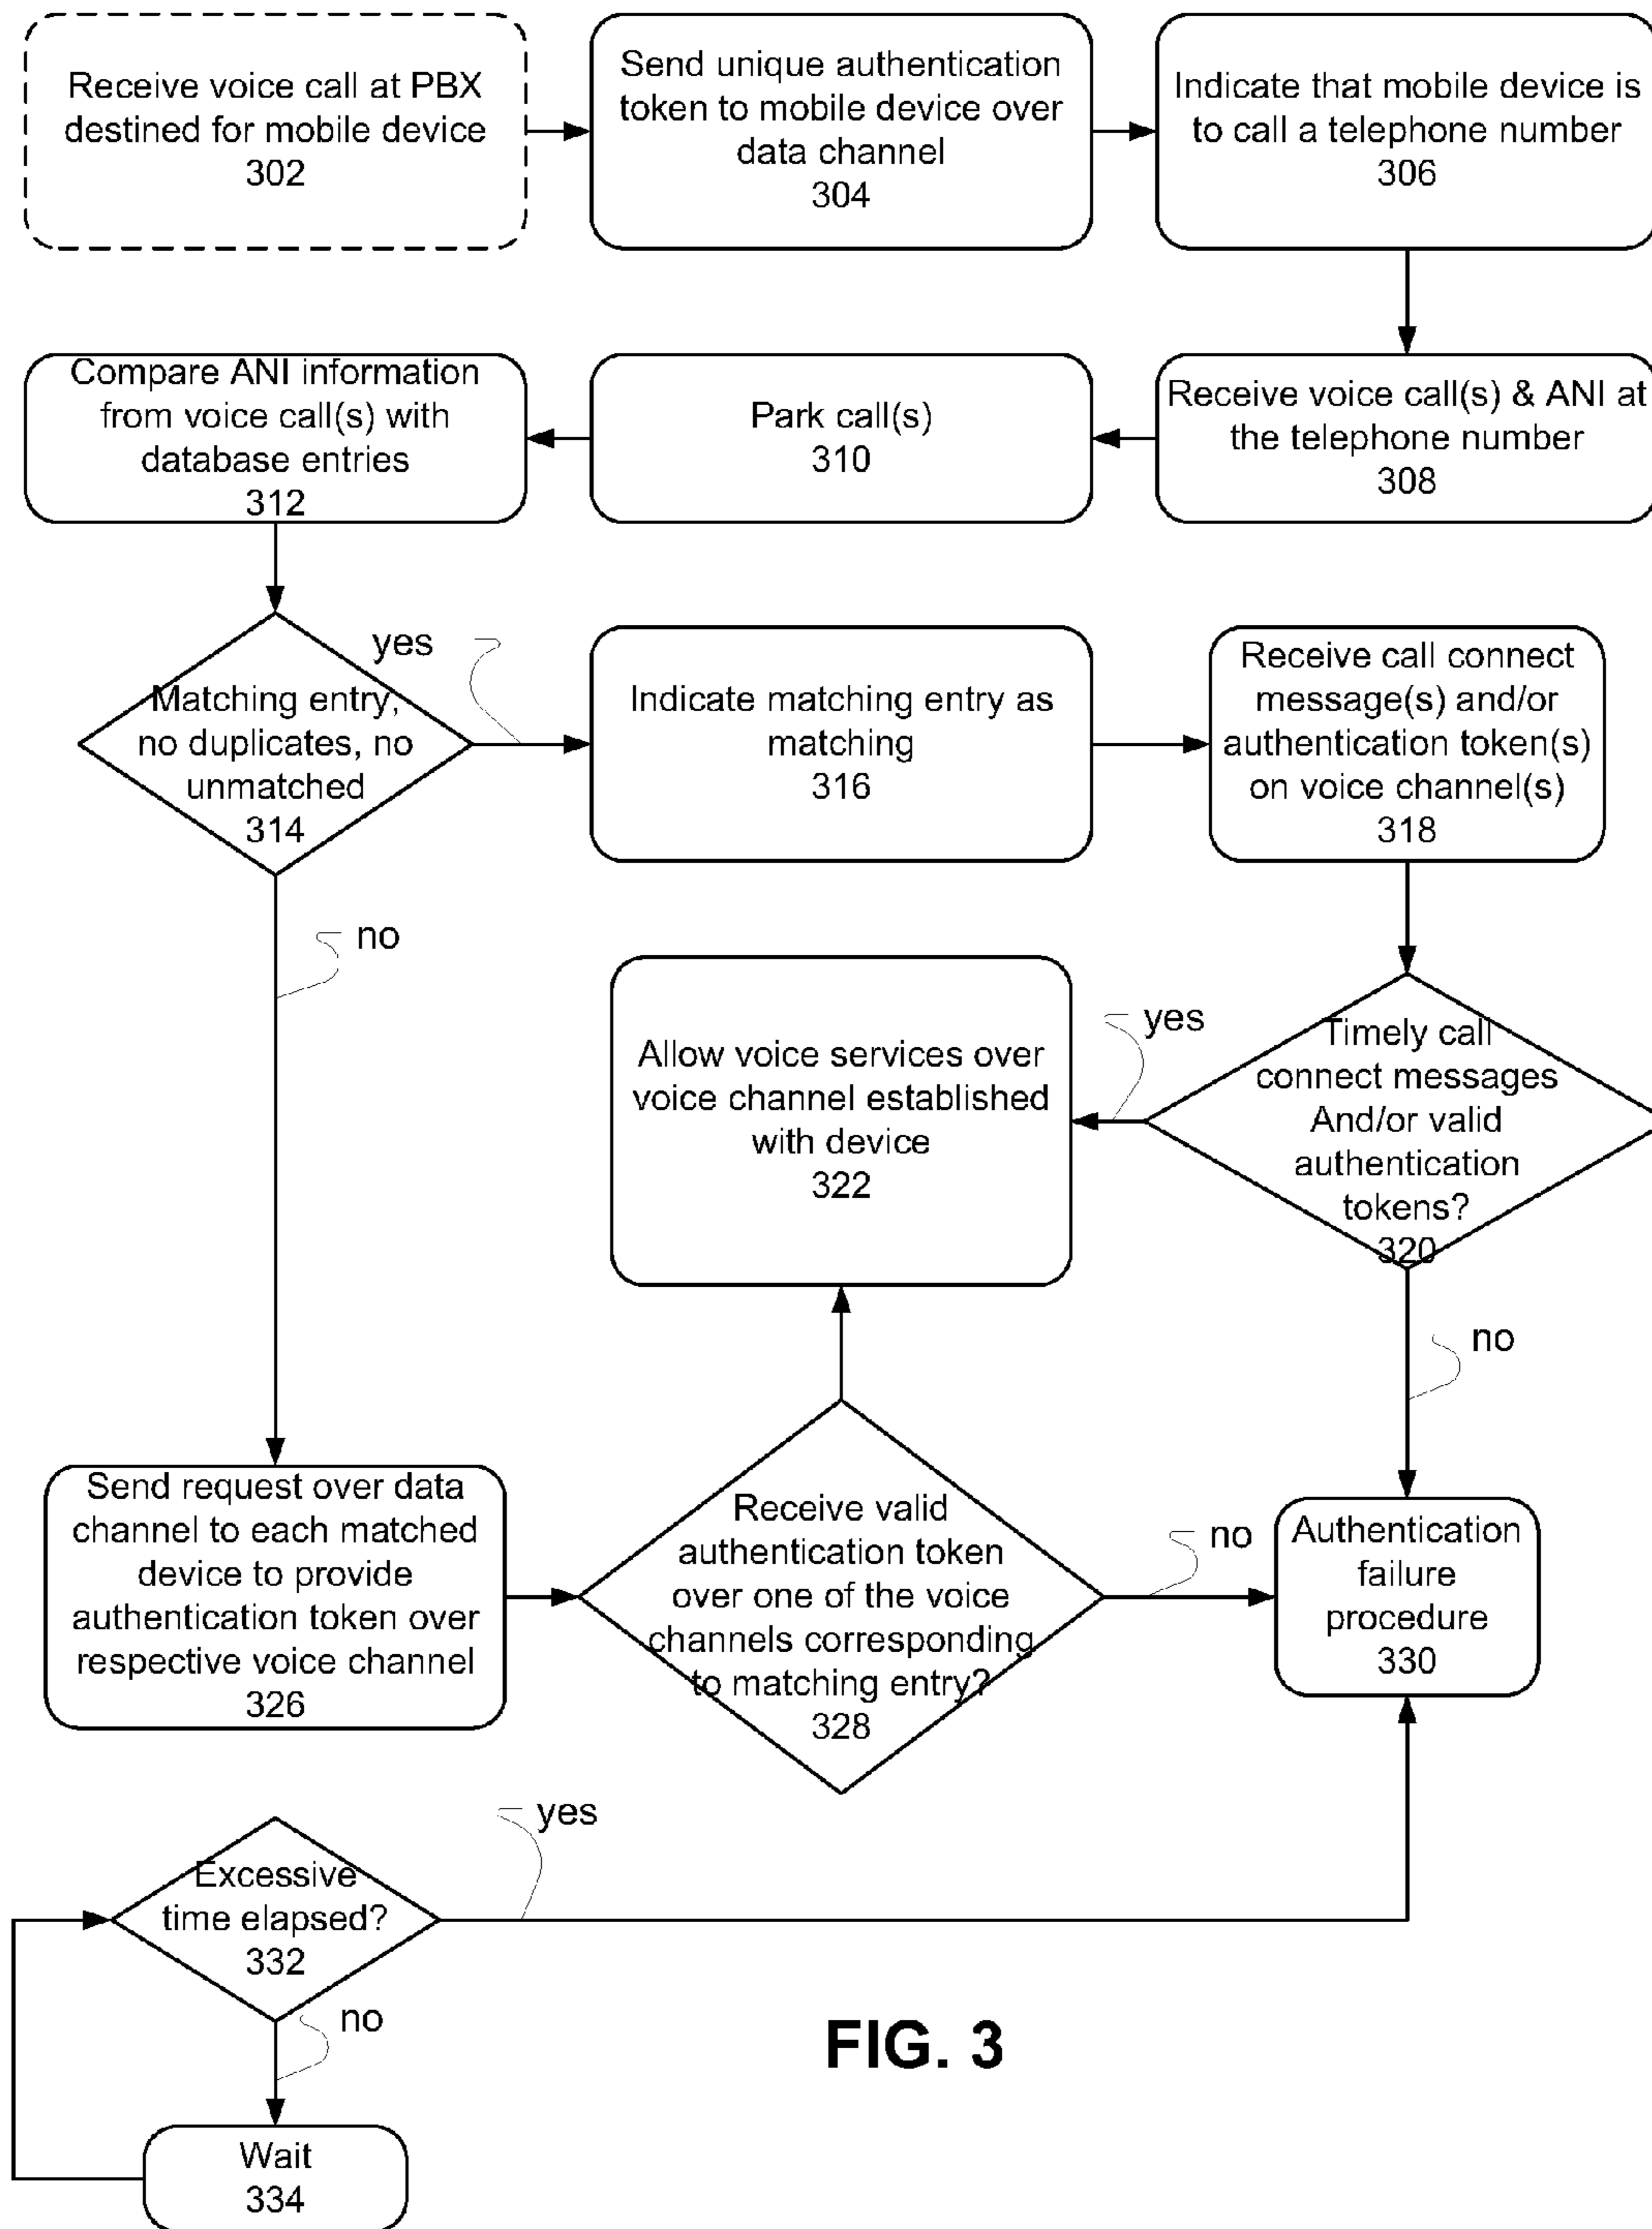 Receive voice call at PBX
destined for mobile device
302
Send unique authentication
token to mobile device over
data channel
304
Indicate that mobile device is
to call a telephone number
306
Compare ANI information
from voice call(s) with
database entries
312
Park call(s)
310
Receive voice call(s) & ANI at
the telephone number
308
Matching entry,
no duplicates, no
unmatched
314
yes
Indicate matching entry as
matching
316
Receive call connect
message(s) and/or
authentication token(s)
on voice channel(s)
318
no
Allow voice services over
voice channel established
with device
322
yes
Timely call
connect messages
And/or valid
authentication
tokens?
320
no
Send request over data
channel to each matched
device to provide
authentication token over
respective voice channel
326
Receive valid
authentication token
over one of the voice
channels corresponding
to matching entry?
328
no
Authentication
failure
procedure
330
Excessive
time elapsed?
332
yes
no
Wait
334
FIG. 3